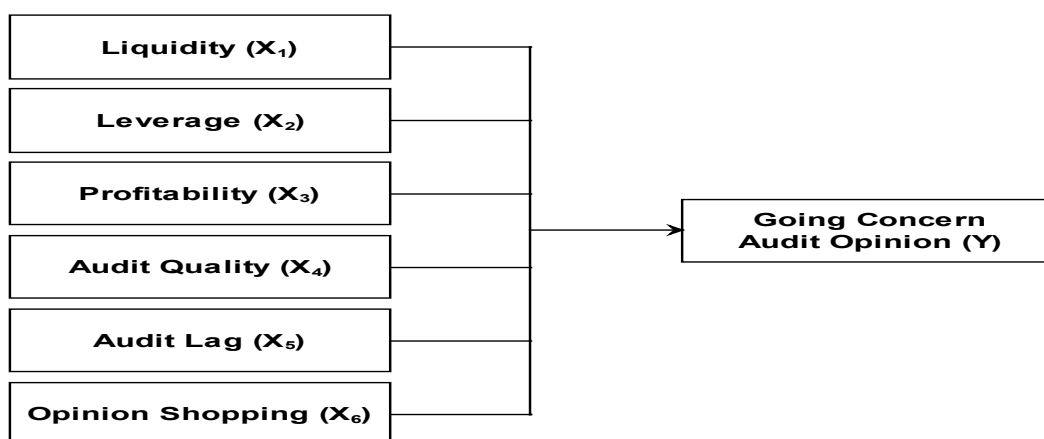 Liquidity (X₁)
Leverage (X₂)
Profitability (X₃)
Audit Quality (X₄)
Audit Lag (X₅)
Opinion Shopping (X₆)
Going Concern
Audit Opinion (Y)